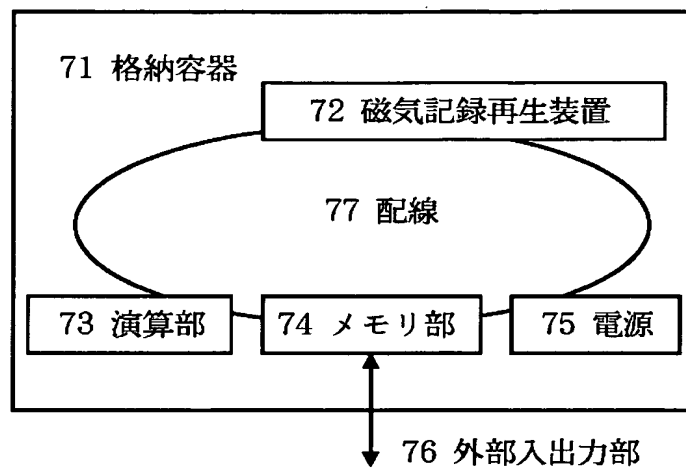 71 格納容器
72 磁気記録再生装置
77 配線
73 演算部
74 メモリ部
75 電源
76 外部入出力部